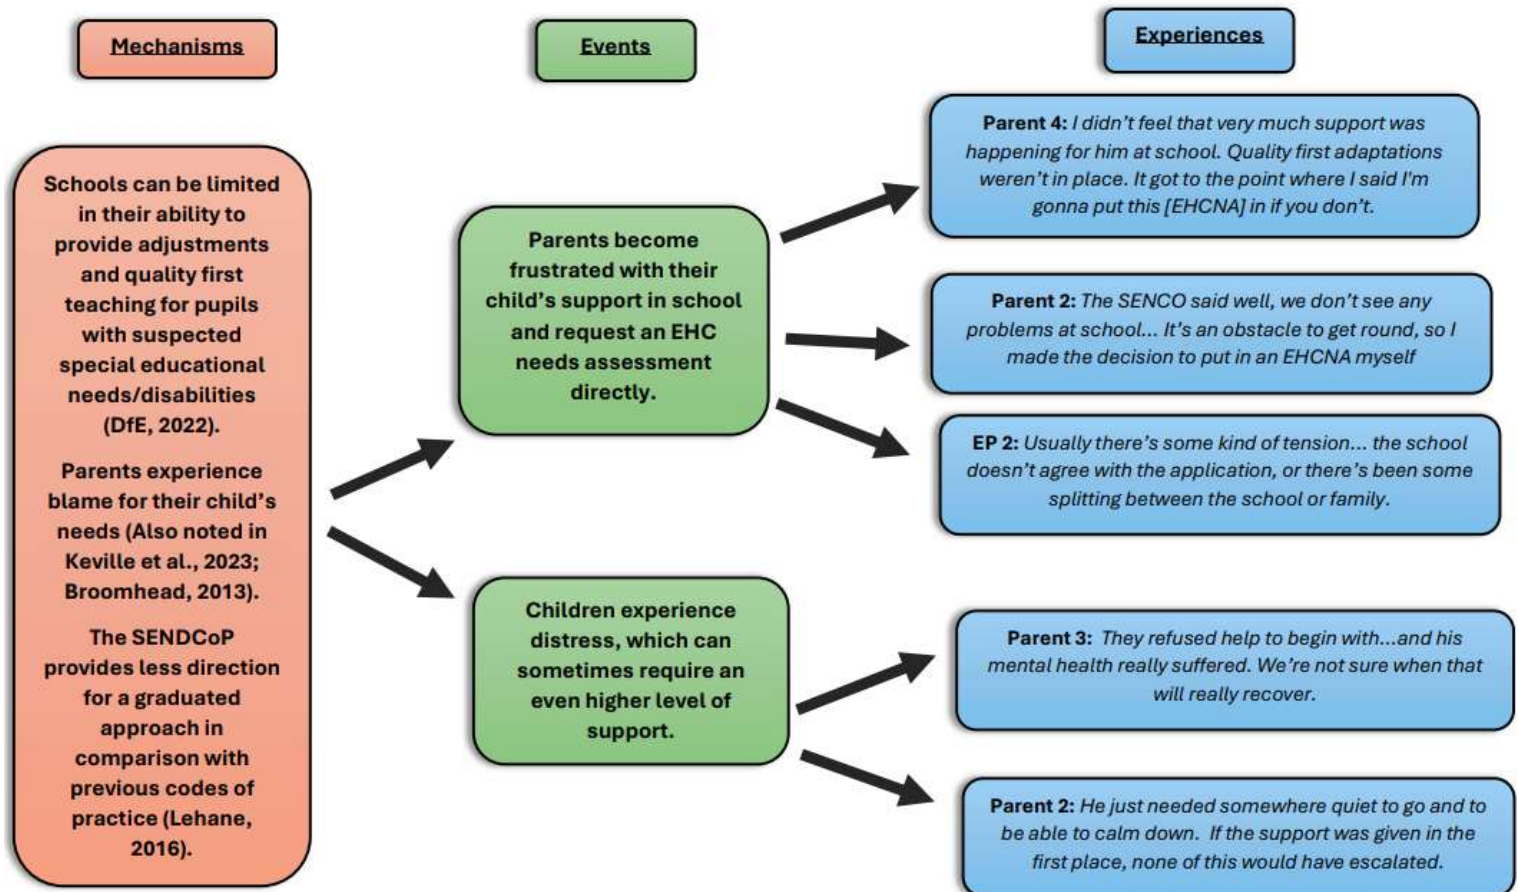 Mechanisms
Events
Experiences
Schools can be limited
in their ability to
provide adjustments
and quality first
teaching for pupils
with suspected
special educational
needs/disabilities
(DfE, 2022).
Parents experience
blame for their child’s
needs (Also noted in
Keville et al., 2023;
Broomhead, 2013).
The SENDCoP
provides less direction
for a graduated
approach in
comparison with
previous codes of
practice (Lehane,
2016).
Parents become
frustrated with their
child’s support in school
and request an EHC
needs assessment
directly.
Children experience
distress, which can
sometimes require an
even higher level of
support.
Parent 4: I didn’t feel that very much support was
happening for him at school. Quality first adaptations
weren’t in place. It got to the point where I said I'm
gonna put this [EHCNA] in if you don’t.
Parent 2: The SENCO said well, we don’t see any
problems at school... It’s an obstacle to get round, so I
made the decision to put in an EHCNA myself
EP 2: Usually there’s some kind of tension... the school
doesn’t agree with the application, or there’s been some
splitting between the school or family.
Parent 3: They refused help to begin with...and his
mental health really suffered. We’re not sure when that
will really recover.
Parent 2: He just needed somewhere quiet to go and to
be able to calm down. If the support was given in the
first place, none of this would have escalated.